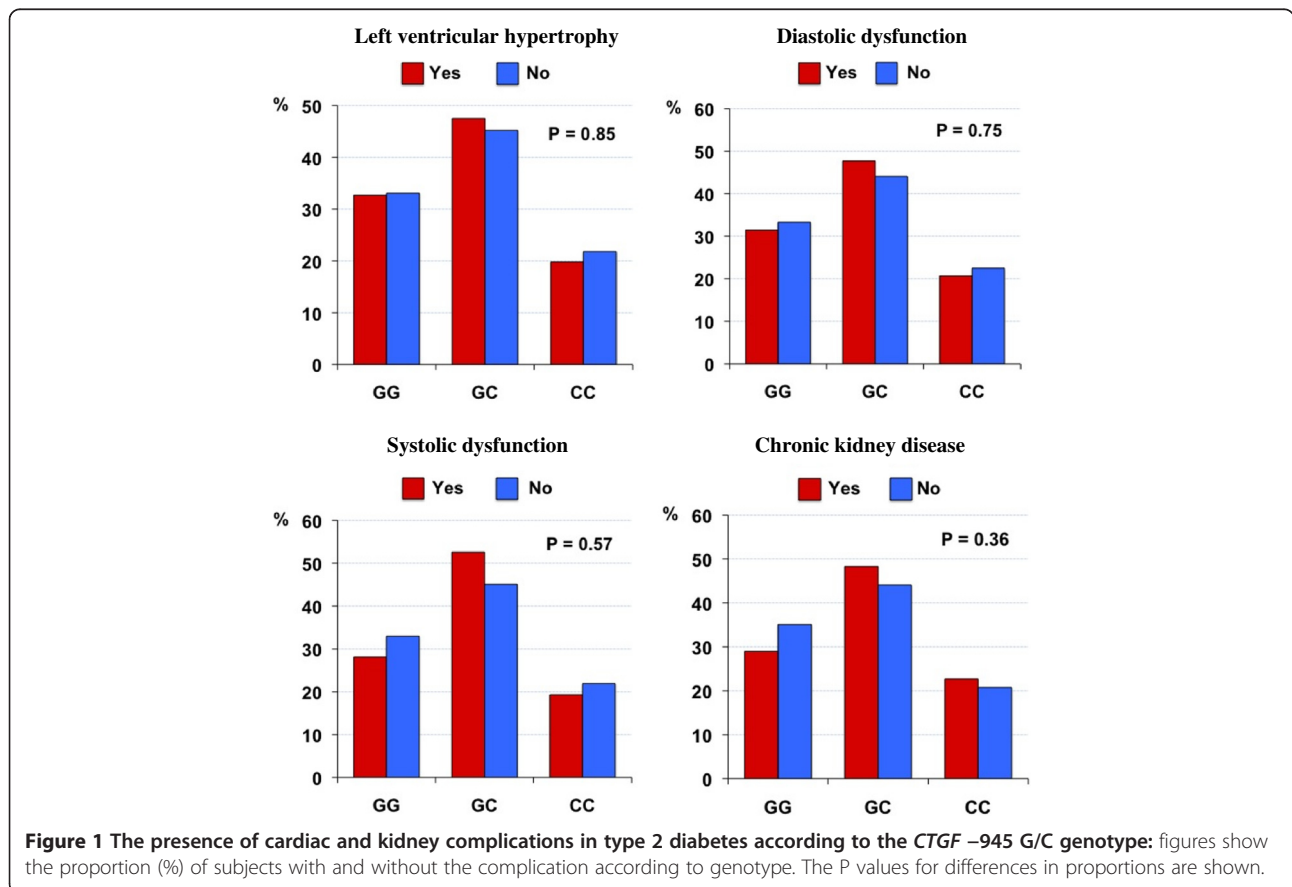 Left ventricular hypertrophy
Yes No
%
50
40
30
20
10
0
P = 0.85
GG GC CC
Diastolic dysfunction
Yes No
%
60
50
40
30
20
10
0
P = 0.75
GG GC CC
Systolic dysfunction
Yes No
%
60
50
40
30
20
10
0
P = 0.57
GG GC CC
Chronic kidney disease
Yes No
%
60
50
40
30
20
10
0
P = 0.36
GG GC CC
Figure 1 The presence of cardiac and kidney complications in type 2 diabetes according to the CTGF −945 G/C genotype: figures show
the proportion (%) of subjects with and without the complication according to genotype. The P values for differences in proportions are shown.